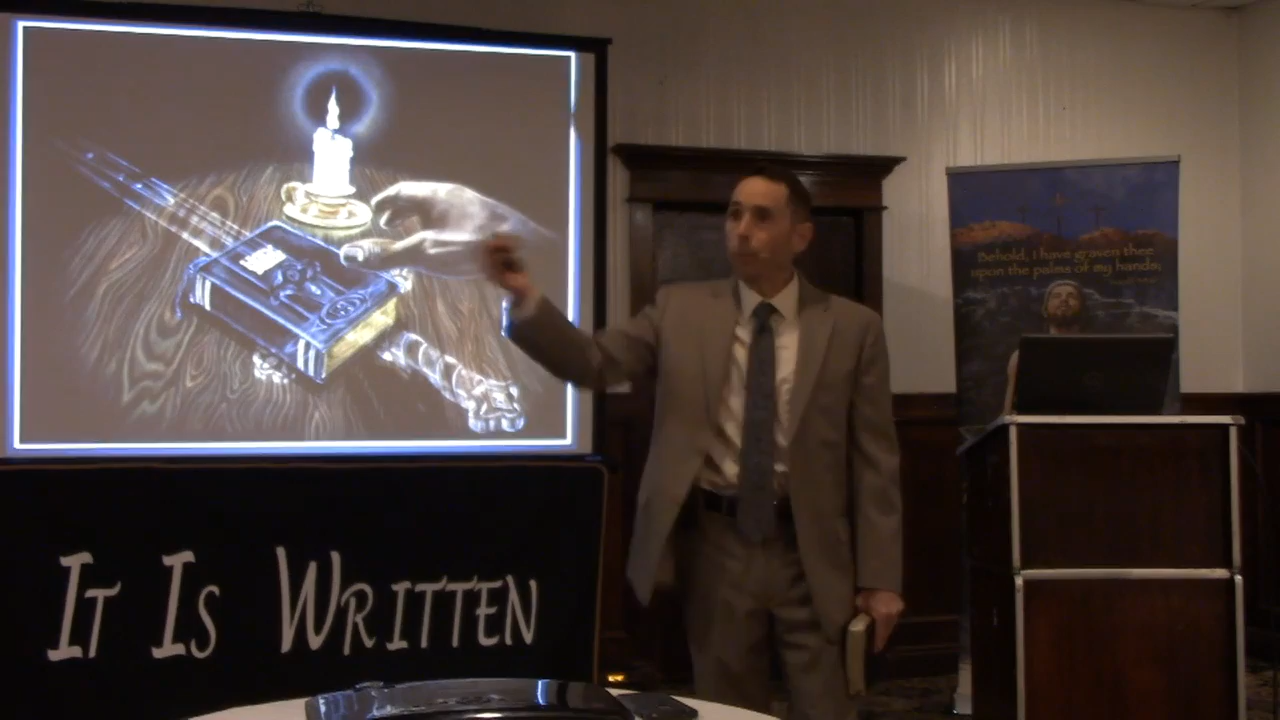 Behold, I have graven thee
upon the palms of my hands;
IT IS WRITTEN